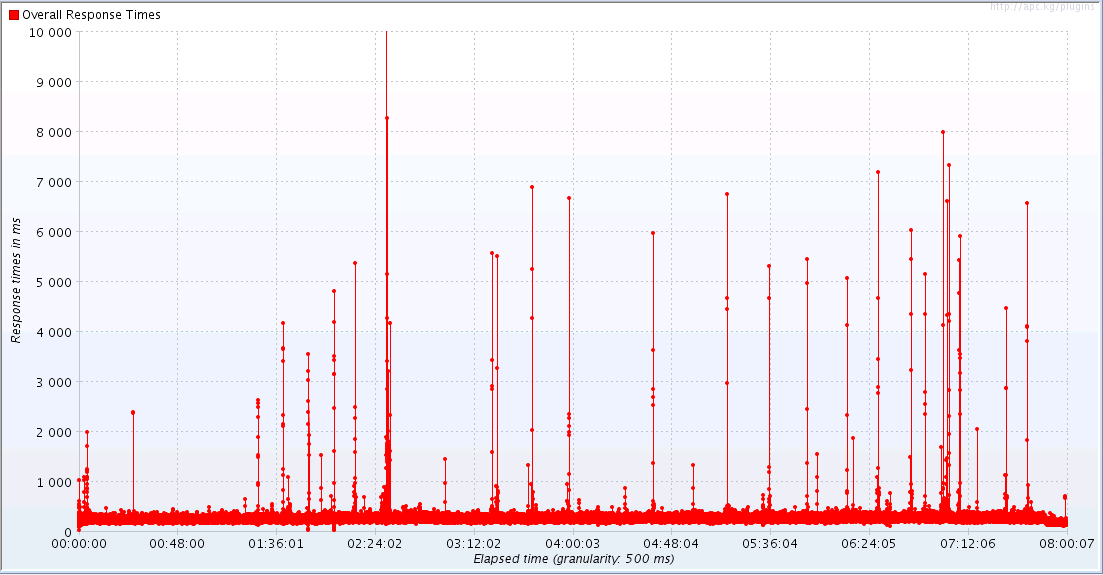 http://apc.kg/plugins
Overall Response Times
10 000
9 000
8 000
7 000
6 000
5 000
4 000
3 000
2 000
1 000
0
Response times in ms
00:00:00 00:48:00 01:36:01 02:24:02 03:12:02 04:00:03 04:48:04 05:36:04 06:24:05 07:12:06 08:00:07
Elapsed time (granularity: 500 ms)